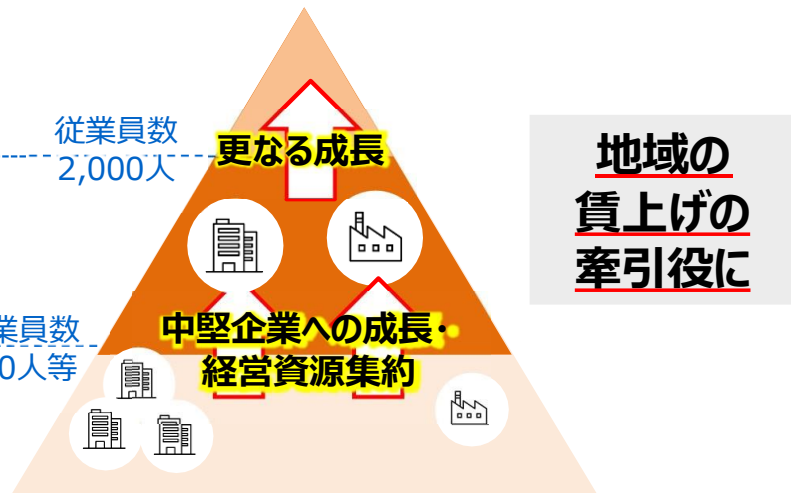 従業員数
2,000人
更なる成長
地域の
賃上げの
牽引役に
業員数
0人等
中堅企業への成長・
経営資源集約